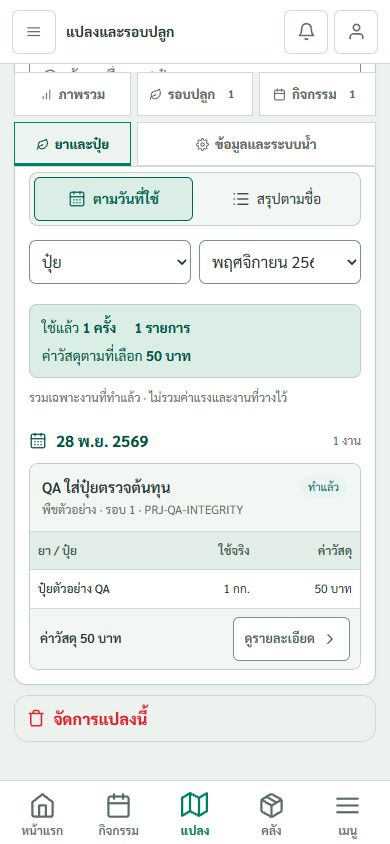 แปลงและรอบปลูก
ภาพรวม
รอบปลูก 1
กิจกรรม 1
ยาและปุ๋ย
ข้อมูลและระบบน้ำ
ตามวันที่ใช้
สรุปตามชื่อ
ปุ๋ย
พฤศจิกายน 256
ใช้แล้ว 1 ครั้ง 1 รายการ
ค่าวัสดุตามที่เลือก 50 บาท
รวมเฉพาะงานที่ทำแล้ว · ไม่รวมค่าแรงและงานที่วางไว้
28 พ.ย. 2569 1 งาน
QA ใส่ปุ๋ยตรวจต้นทุน ทำแล้ว
พืชตัวอย่าง · รอบ 1 · PRJ-QA-INTEGRITY
ยา / ปุ๋ย ใช้จริง ค่าวัสดุ
ปุ๋ยตัวอย่าง QA 1 กก. 50 บาท
ค่าวัสดุ 50 บาท ดูรายละเอียด
จัดการแปลงนี้
หน้าแรก กิจกรรม แปลง คลัง เมนู